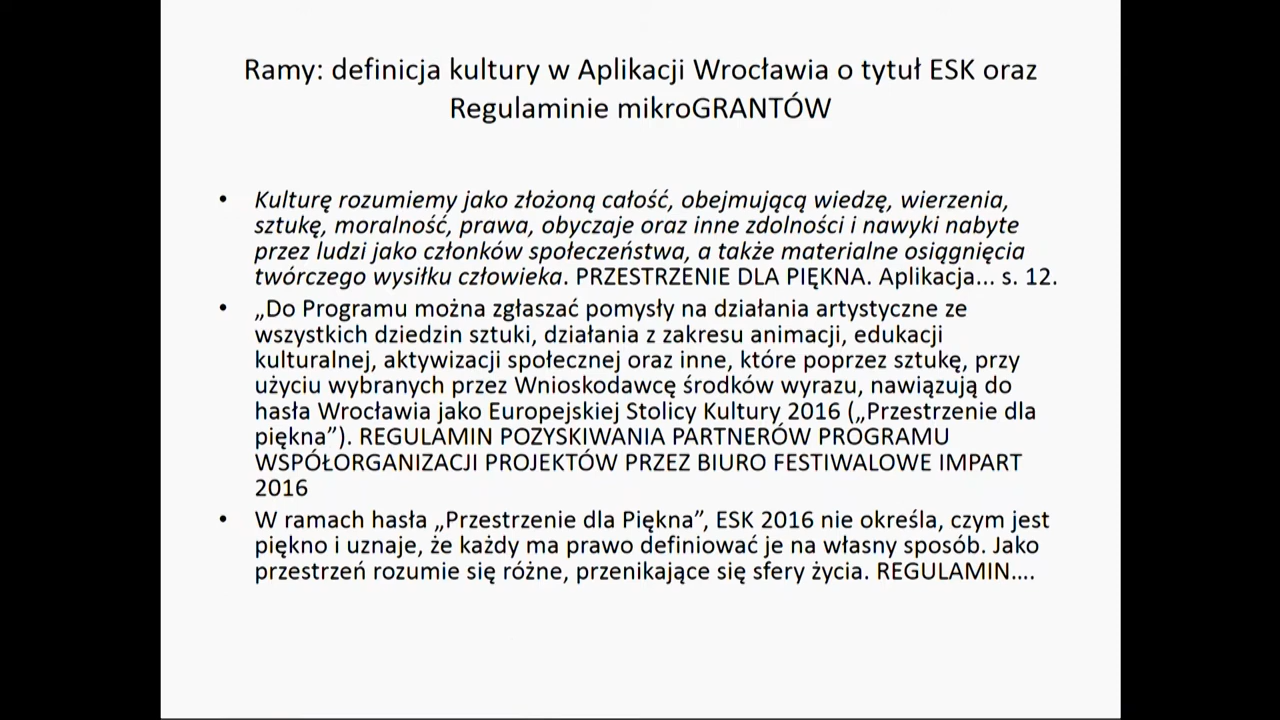 Ramy: definicja kultury w Aplikacji Wrocławia o tytuł ESK oraz
Regulaminie mikroGRANTÓW
• Kulturę rozumiemy jako złożoną całość, obejmującą wiedzę, wierzenia,
sztukę, moralność, prawa, obyczaje oraz inne zdolności i nawyki nabyte
przez ludzi jako członków społeczeństwa, a także materialne osiągnięcia
twórczego wysiłku człowieka. PRZESTRZENIE DLA PIĘKNA. Aplikacja... s. 12.
• „Do Programu można zgłaszać pomysły na działania artystyczne ze
wszystkich dziedzin sztuki, działania z zakresu animacji, edukacji
kulturalnej, aktywizacji społecznej oraz inne, które poprzez sztukę, przy
użyciu wybranych przez Wnioskodawcę środków wyrazu, nawiązują do
hasła Wrocławia jako Europejskiej Stolicy Kultury 2016 („Przestrzenie dla
piękna”). REGULAMIN POZYSKIWANIA PARTNERÓW PROGRAMU
WSPÓŁORGANIZACJI PROJEKTÓW PRZEZ BIURO FESTIWALOWE IMPART
2016
• W ramach hasła „Przestrzenie dla Piękna”, ESK 2016 nie określa, czym jest
piękno i uznaje, że każdy ma prawo definiować je na własny sposób. Jako
przestrzeń rozumie się różne, przenikające się sfery życia. REGULAMIN....